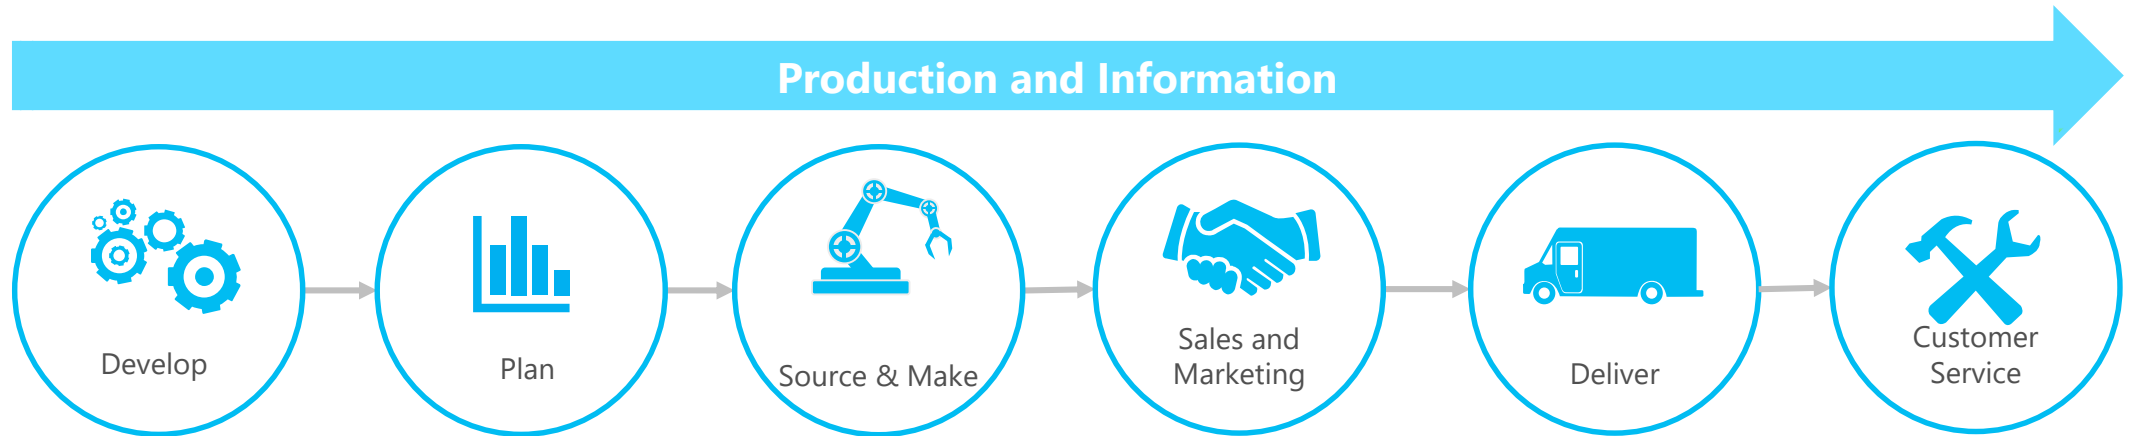 Production and Information
Develop
Plan
Source & Make
Sales and
Marketing
Deliver
Customer
Service